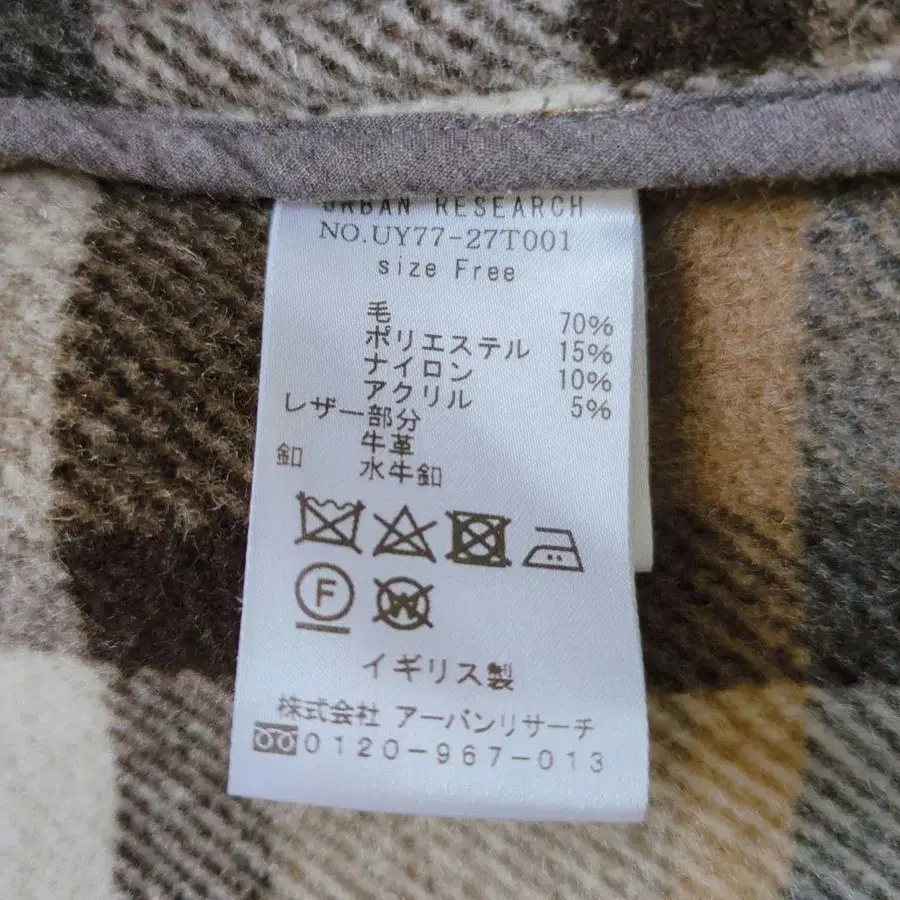 URBAN RESEARCH
NO.UY77-27T001
size Free
毛 70%
ポリエステル 15%
ナイロン 10%
アクリル 5%
レザー部分
牛革
釦 水牛釦
F W
イギリス製
株式会社 アーバンリサーチ
0120-967-013